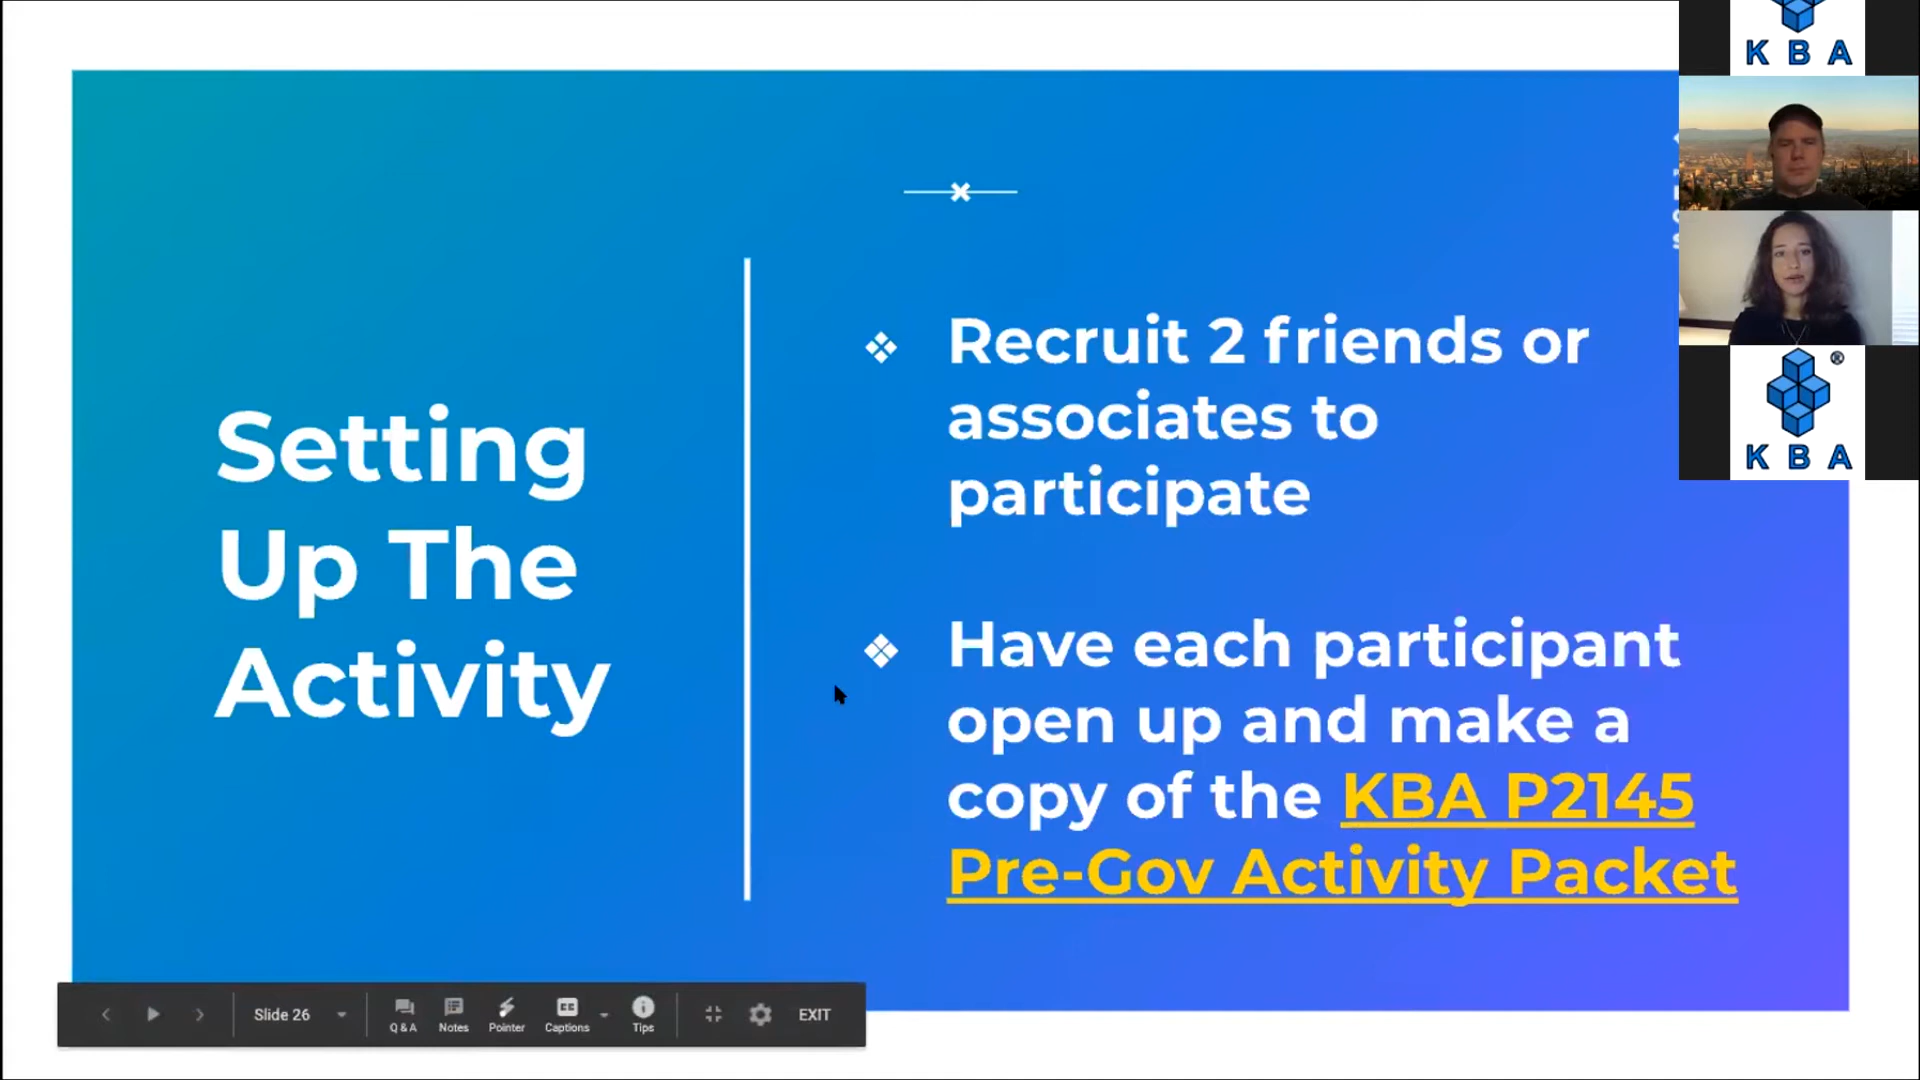 Setting
Up The
Activity
Recruit 2 friends or
associates to
participate
Have each participant
open up and make a
copy of the KBA P2145
Pre-Gov Activity Packet
K B A
®
K B A
Slide 26
Q&A
Notes
Pointer
CC
Captions
Tips
EXIT